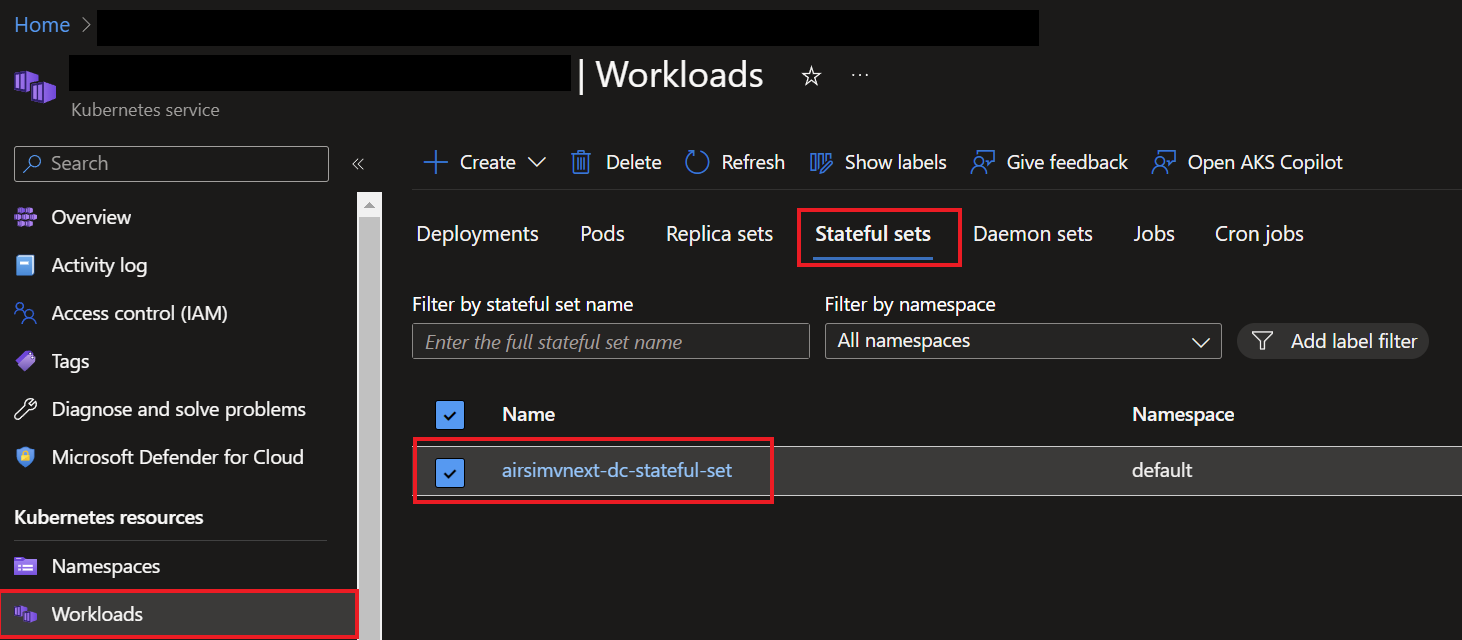 Home >
| Workloads ☆ ...
Kubernetes service
Search
«
Create
Delete
Refresh
Show labels
Give feedback
Open AKS Copilot
Overview
Activity log
Access control (IAM)
Tags
Diagnose and solve problems
Microsoft Defender for Cloud
Kubernetes resources
Namespaces
Workloads
Deployments
Pods
Replica sets
Stateful sets
Daemon sets
Jobs
Cron jobs
Filter by stateful set name
Enter the full stateful set name
Filter by namespace
All namespaces
Add label filter
Name
Namespace
airsimvnext-dc-stateful-set
default